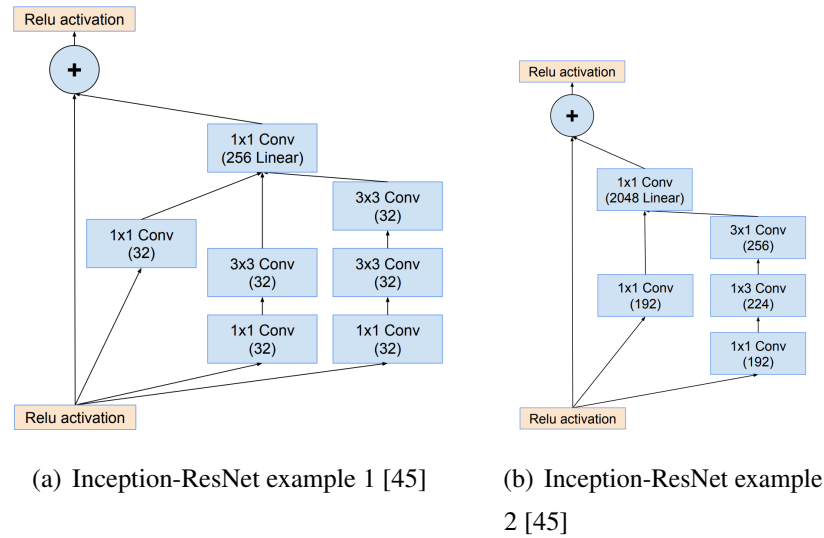 Relu activation
+
1x1 Conv
(256 Linear)
3x3 Conv
(32)
1x1 Conv
(32)
3x3 Conv
(32)
3x3 Conv
(32)
1x1 Conv
(32)
1x1 Conv
(32)
Relu activation
(a) Inception-ResNet example 1 [45]
Relu activation
+
1x1 Conv
(2048 Linear)
3x1 Conv
(256)
1x1 Conv
(192)
1x3 Conv
(224)
1x1 Conv
(192)
Relu activation
(b) Inception-ResNet example
2 [45]